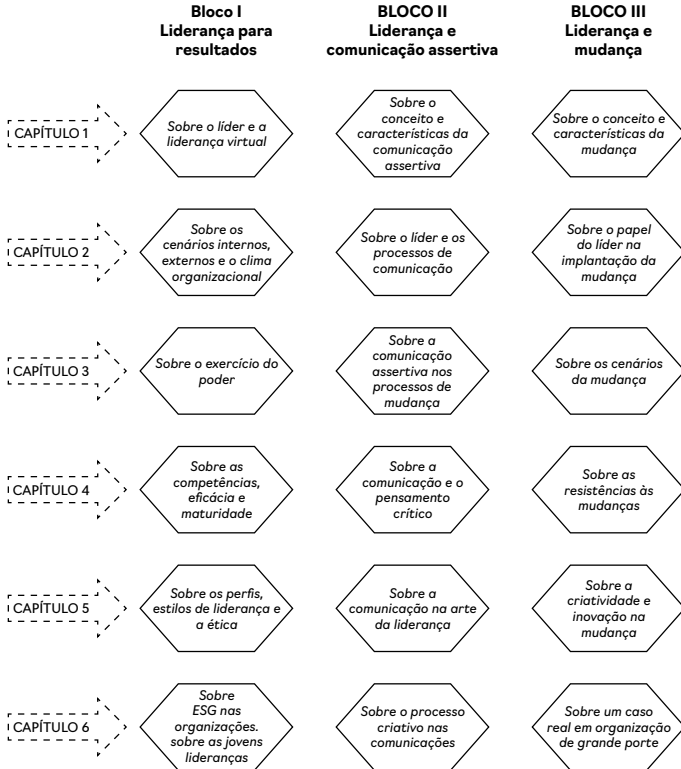 Bloco I
Liderança para
resultados
BLOCO II
Liderança e
comunicação assertiva
BLOCO III
Liderança e
mudança
CAPÍTULO 1
Sobre o líder e a
liderança virtual
Sobre o
conceito e
características da
comunicação
assertiva
Sobre o conceito e
características da
mudança
CAPÍTULO 2
Sobre os
cenários internos,
externos e o clima
organizacional
Sobre o líder e os
processos de
comunicação
Sobre o papel
do líder na
implantação da
mudança
CAPÍTULO 3
Sobre o exercício do
poder
Sobre a
comunicação
assertiva nos
processos de
mudança
Sobre os cenários
da mudança
CAPÍTULO 4
Sobre as
competências,
eficácia e
maturidade
Sobre a
comunicação e o
pensamento
crítico
Sobre as
resistências às
mudanças
CAPÍTULO 5
Sobre os perfis,
estilos de liderança e
a ética
Sobre a
comunicação na arte
da liderança
Sobre a
criatividade e
inovação na
mudança
CAPÍTULO 6
Sobre
ESG nas
organizações.
sobre as jovens
lideranças
Sobre o processo
criativo nas
comunicações
Sobre um caso
real em organização
de grande porte